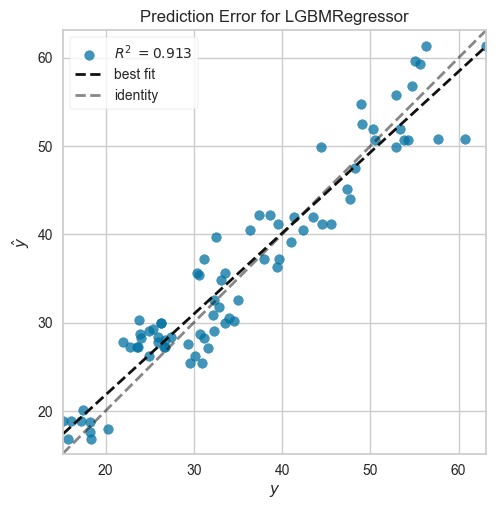 Prediction Error for LGBMRegressor
R² = 0.913
best fit
identity
60
50
40
30
20
ŷ
20 30 40 50 60
y